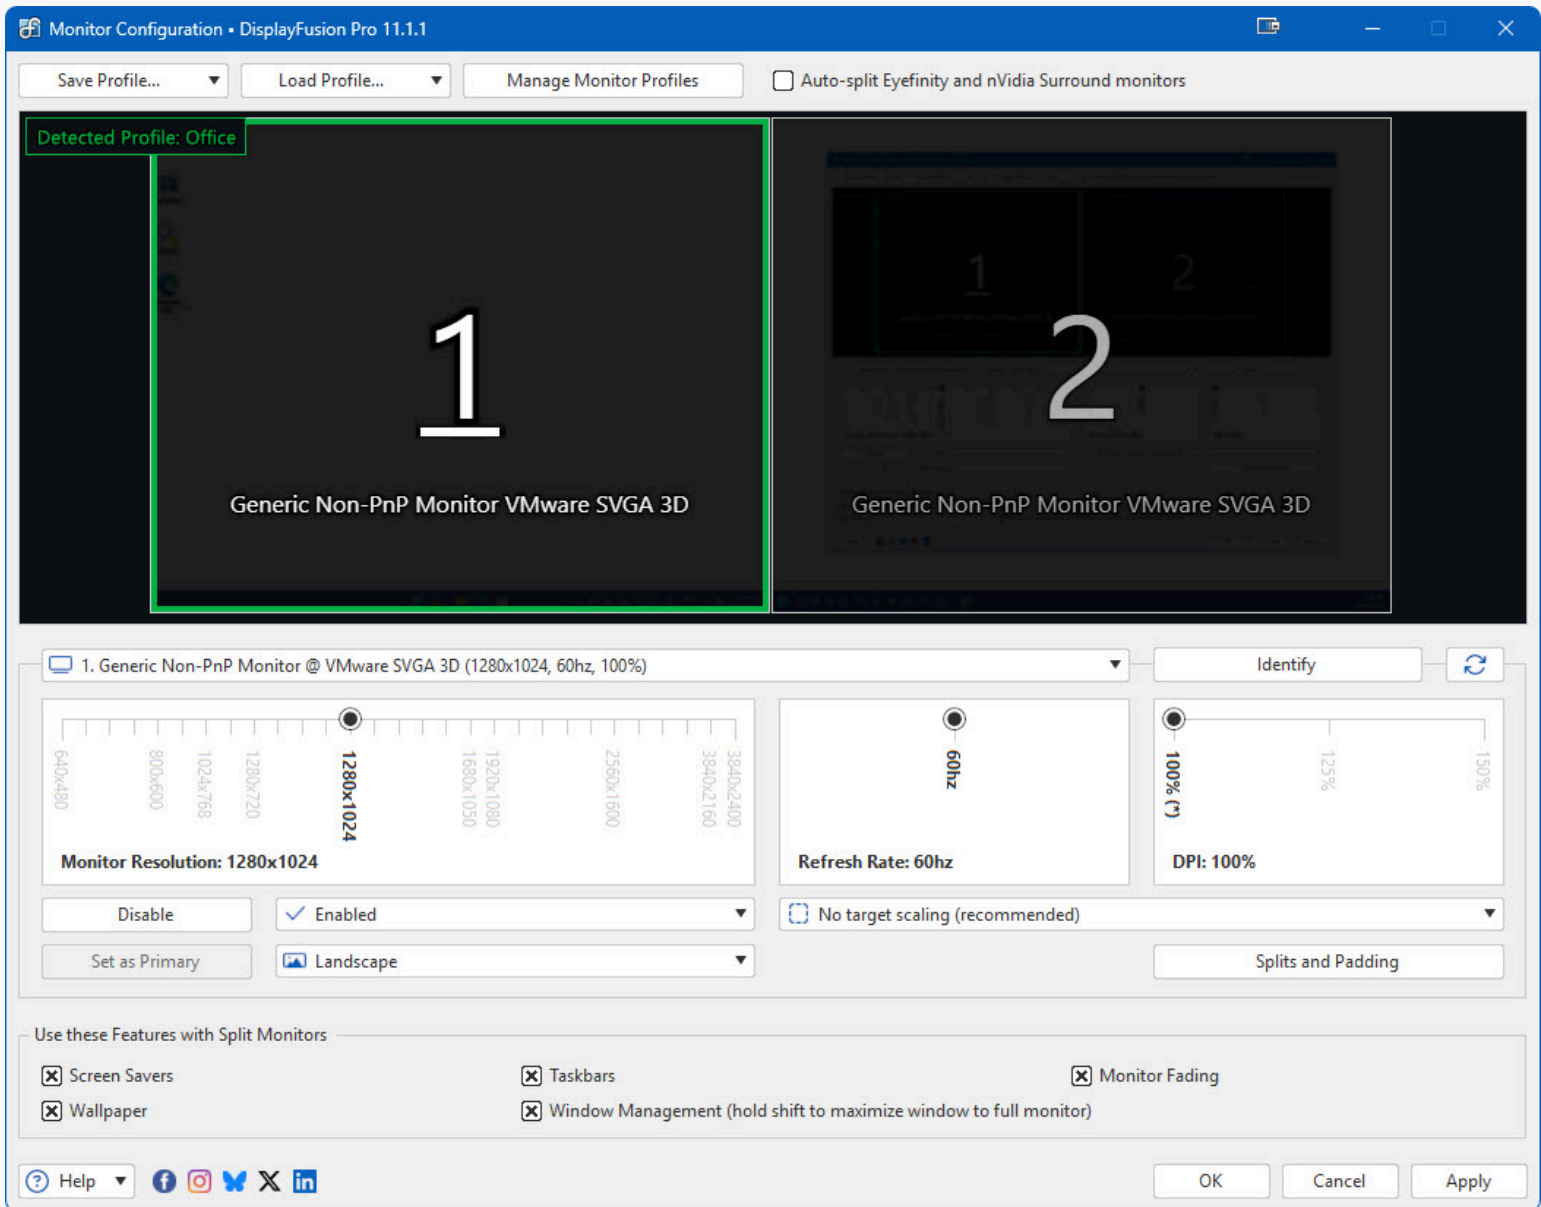 Monitor Configuration • DisplayFusion Pro 11.1.1
Save Profile...
Load Profile...
Manage Monitor Profiles
Auto-split Eyefinity and nVidia Surround monitors
Detected Profile: Office
1
2
1
2
Generic Non-PnP Monitor VMware SVGA 3D
Generic Non-PnP Monitor VMware SVGA 3D
1. Generic Non-PnP Monitor @ VMware SVGA 3D (1280x1024, 60hz, 100%)
Identify
640x480
800x600
1024x768
1280x720
1280x1024
1680x1050
1920x1080
2560x1600
3840x2160
3840x2400
Monitor Resolution: 1280x1024
60hz
Refresh Rate: 60hz
100% (*)
125%
150%
DPI: 100%
Disable
Enabled
No target scaling (recommended)
Set as Primary
Landscape
Splits and Padding
Use these Features with Split Monitors
Screen Savers
Taskbars
Monitor Fading
Wallpaper
Window Management (hold shift to maximize window to full monitor)
Help
OK
Cancel
Apply